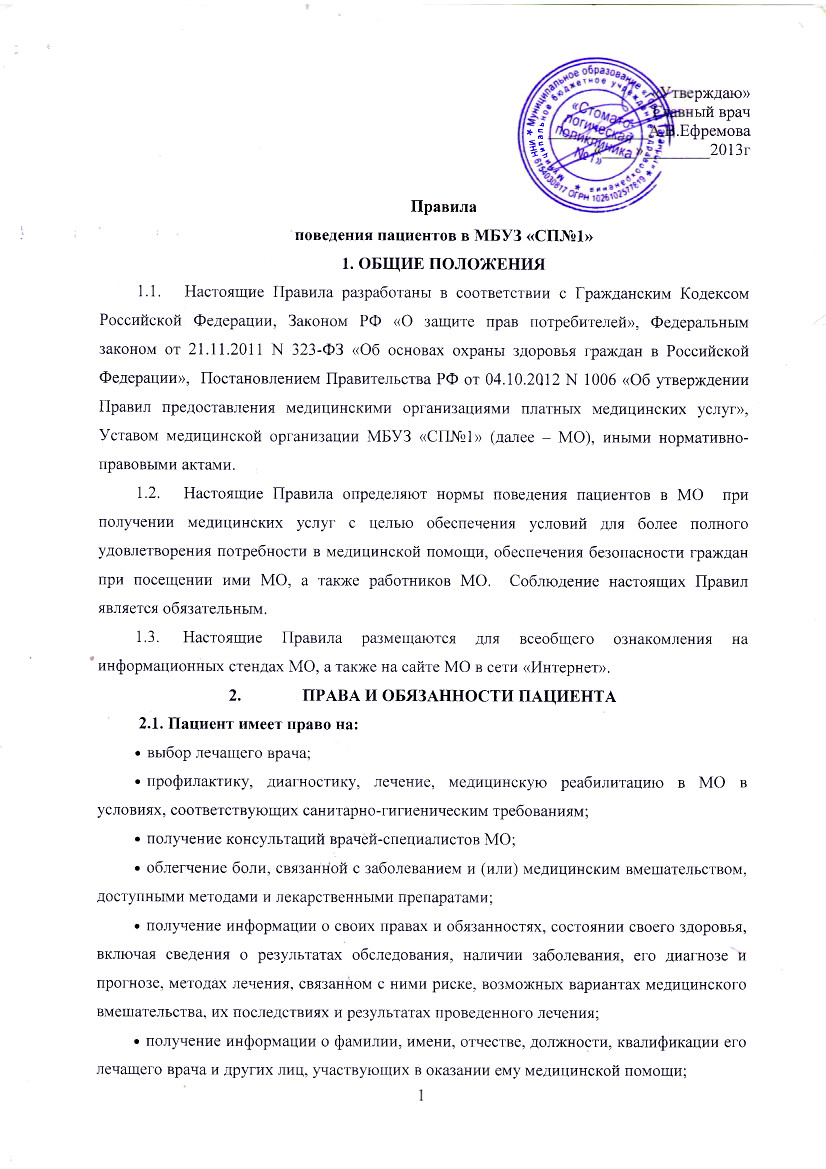 Утверждаю»
Главный врач
А.В.Ефремова
«____»__________2013г
Муниципальное образование «Город Таганрог»
Муниципальное бюджетное учреждение здравоохранения
«Стомато-
логическая
поликлиника
№1»
ИНН 6154030617 ОГРН 1026102577619
Правила
поведения пациентов в МБУЗ «СП№1»
1. ОБЩИЕ ПОЛОЖЕНИЯ
1.1. Настоящие Правила разработаны в соответствии с Гражданским Кодексом
Российской Федерации, Законом РФ «О защите прав потребителей», Федеральным
законом от 21.11.2011 N 323-ФЗ «Об основах охраны здоровья граждан в Российской
Федерации», Постановлением Правительства РФ от 04.10.2012 N 1006 «Об утверждении
Правил предоставления медицинскими организациями платных медицинских услуг»,
Уставом медицинской организации МБУЗ «СП№1» (далее – МО), иными нормативно-
правовыми актами.
1.2. Настоящие Правила определяют нормы поведения пациентов в МО при
получении медицинских услуг с целью обеспечения условий для более полного
удовлетворения потребности в медицинской помощи, обеспечения безопасности граждан
при посещении ими МО, а также работников МО. Соблюдение настоящих Правил
является обязательным.
1.3. Настоящие Правила размещаются для всеобщего ознакомления на
информационных стендах МО, а также на сайте МО в сети «Интернет».
2. ПРАВА И ОБЯЗАННОСТИ ПАЦИЕНТА
2.1. Пациент имеет право на:
• выбор лечащего врача;
• профилактику, диагностику, лечение, медицинскую реабилитацию в МО в
условиях, соответствующих санитарно-гигиеническим требованиям;
• получение консультаций врачей-специалистов МО;
• облегчение боли, связанной с заболеванием и (или) медицинским вмешательством,
доступными методами и лекарственными препаратами;
• получение информации о своих правах и обязанностях, состоянии своего здоровья,
включая сведения о результатах обследования, наличии заболевания, его диагнозе и
прогнозе, методах лечения, связанном с ними риске, возможных вариантах медицинского
вмешательства, их последствиях и результатах проведенного лечения;
• получение информации о фамилии, имени, отчестве, должности, квалификации его
лечащего врача и других лиц, участвующих в оказании ему медицинской помощи;
1